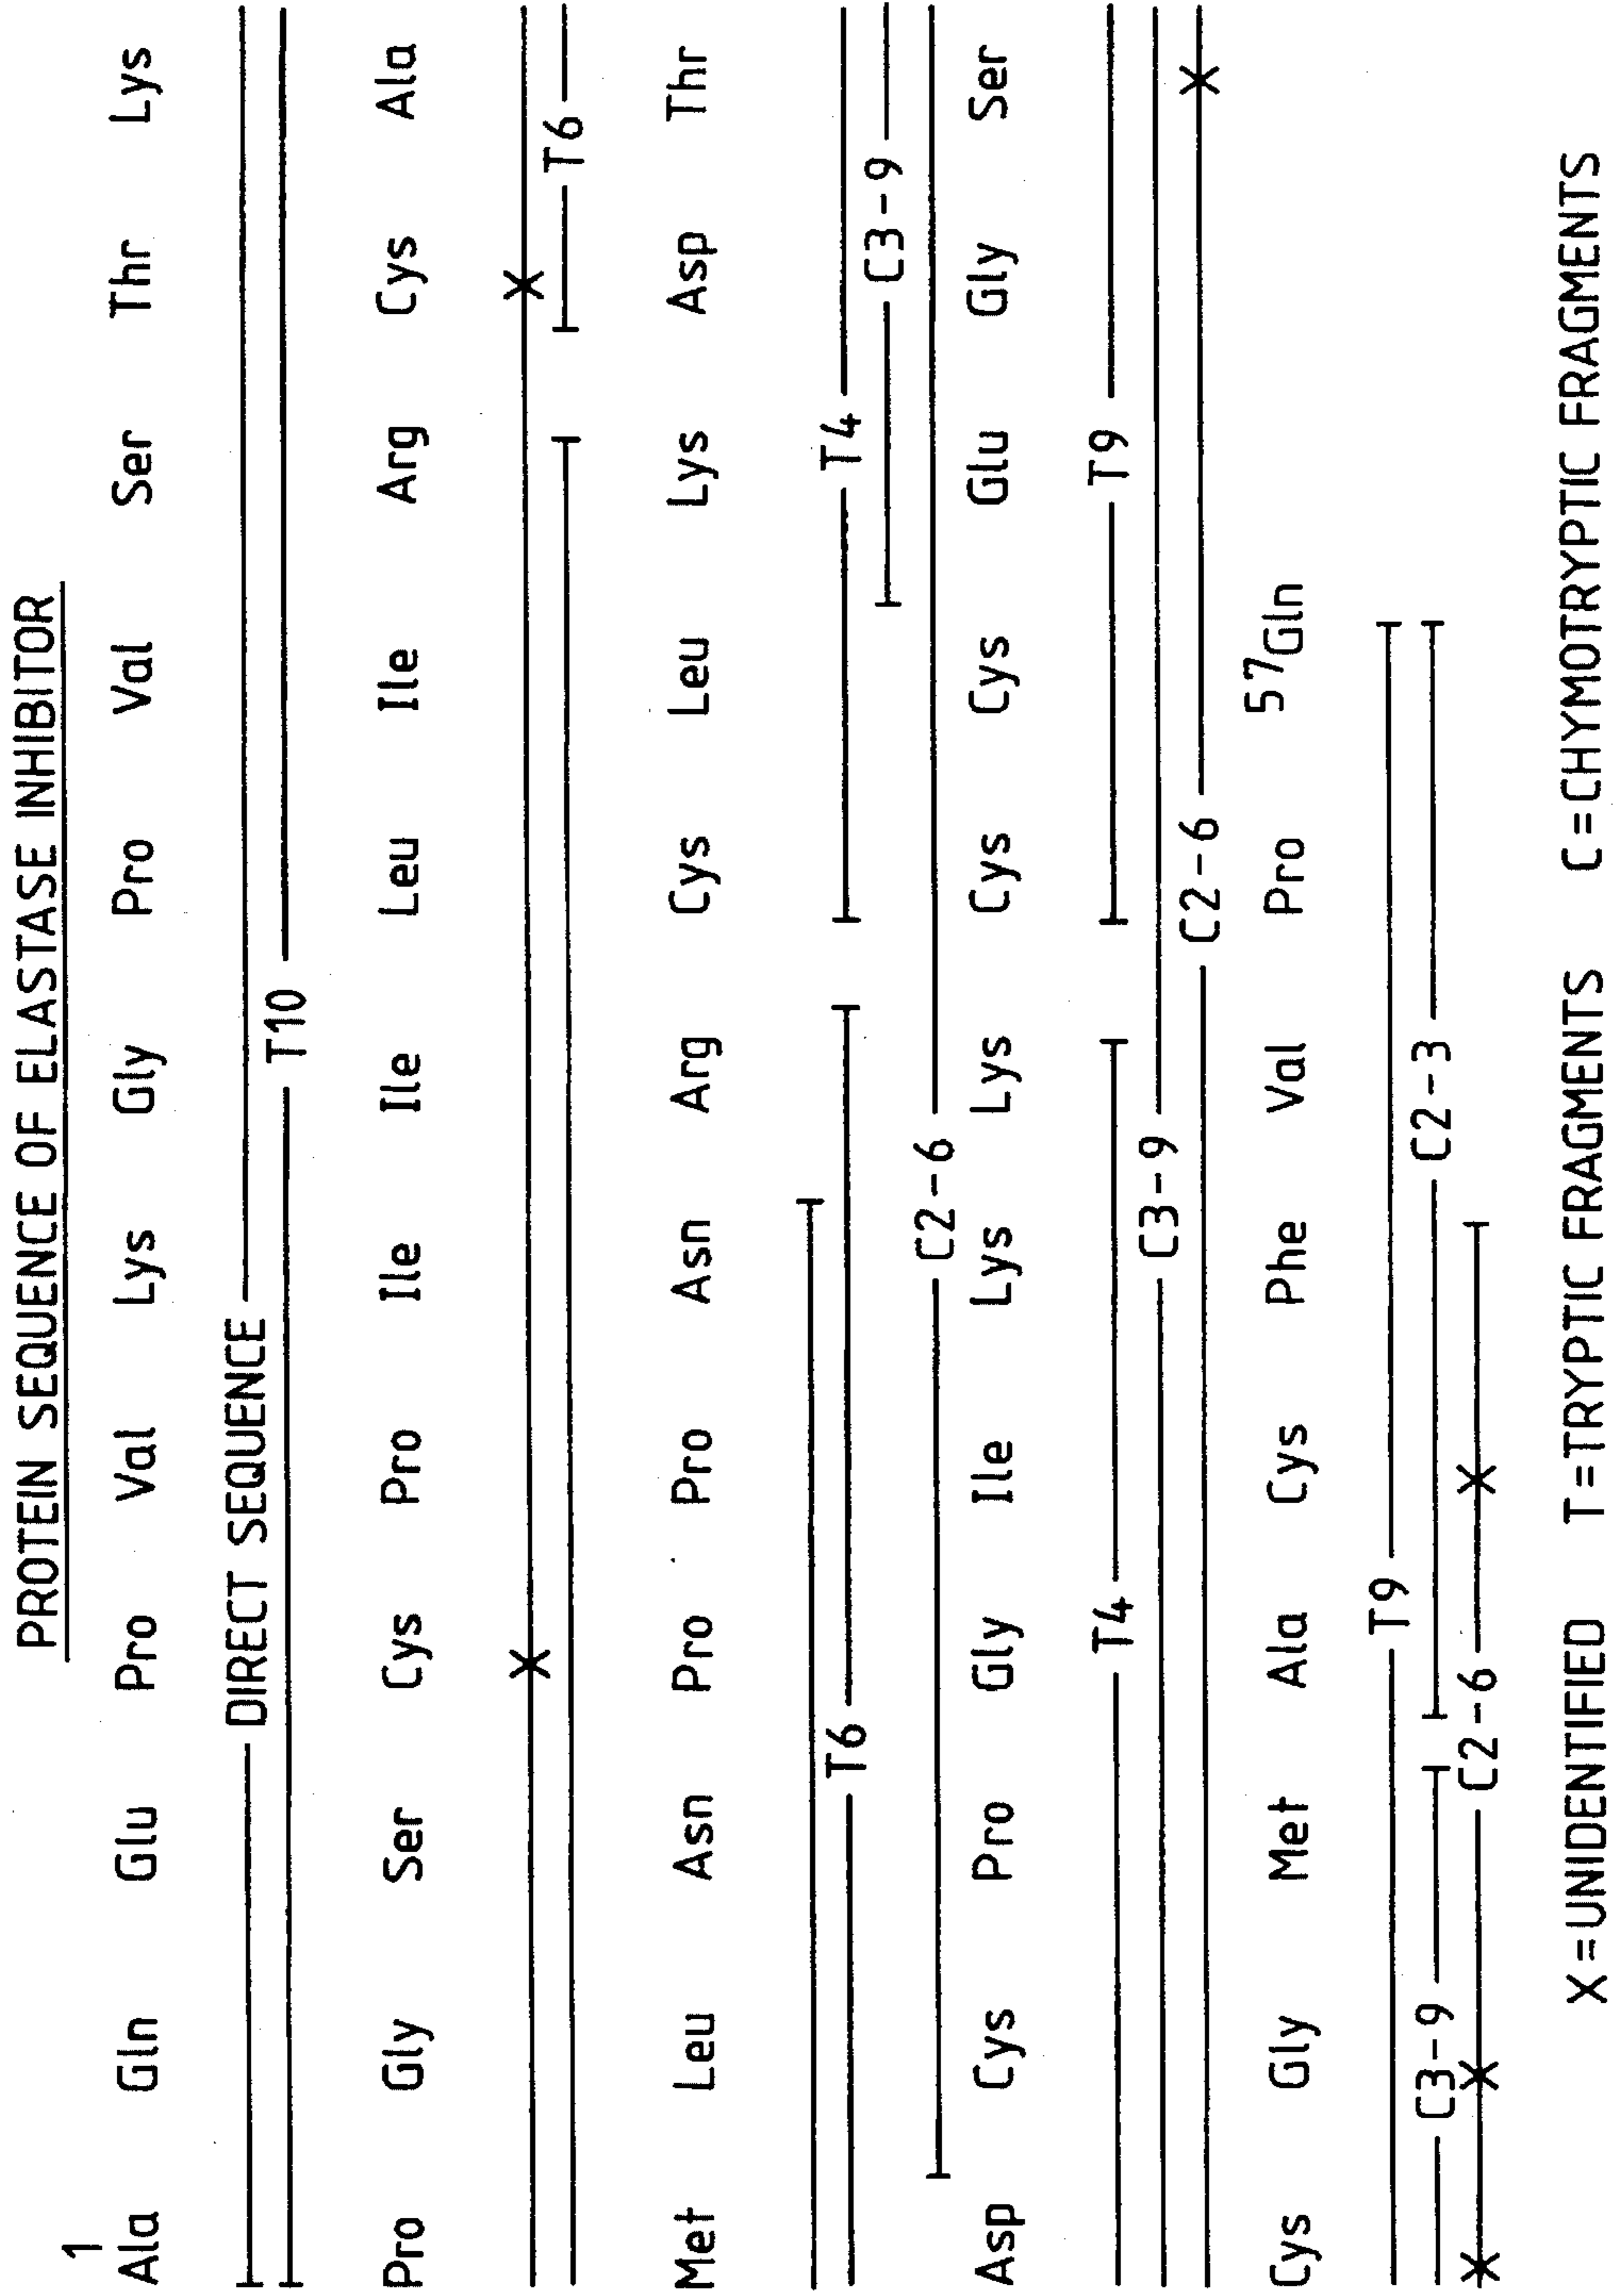 PROTEIN SEQUENCE OF ELASTASE INHIBITOR
1
Ala Gln Glu Pro Val Lys Gly Pro Val Ser Thr Lys
DIRECT SEQUENCE
T10
Pro Gly Ser Cys Pro Ile Ile Leu Ile Arg Cys Ala
X X
T6
Met Leu Asn Pro Pro Asn Arg Cys Leu Lys Asp Thr
T6 T4
C3-9
C2-6
Asp Cys Pro Gly Ile Lys Lys Cys Cys Glu Gly Ser
T4 T9
C3-9
C2-6 X
Cys Gly Met Ala Cys Phe Val Pro 57Gln
T9
C3-9 C2-3
X X C2-6 X
X=UNIDENTIFIED T=TRYPTIC FRAGMENTS C=CHYMOTRYPTIC FRAGMENTS